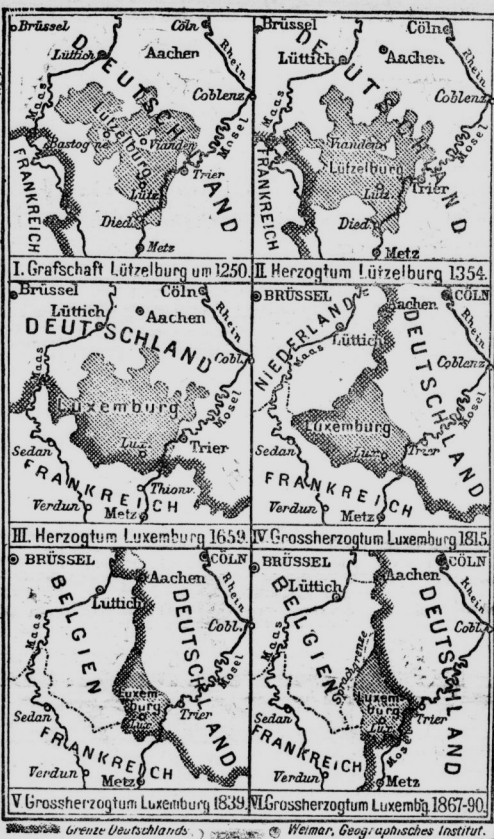 Brüssel Cöln
Lüttich Aachen Rhein
DEUTSCHLAND
Maas Coblenz
Lützelburg
Bastogne Vianden Mosel
Trier
Lütz.
FRANKREICH
Died.
Metz
I. Grafschaft Lützelburg um 1250.
Brüssel Cöln
Lüttich Aachen Rhein
DEUTSCHLAND
Maas Coblenz
Vianden Mosel
Lützelburg
Lütz. Trier
FRANKREICH
Died.
Metz
II. Herzogtum Lützelburg 1354.
Brüssel Cöln
Lüttich Aachen Rhein
DEUTSCHLAND
Maas Cobl.
Luxemburg Mosel
Lux. Trier
Sedan
FRANKREICH Thionv.
Verdun Metz
III. Herzogtum Luxemburg 1659.
BRÜSSEL Aachen CÖLN
NIEDERLAND Rhein
Lüttich
Maas DEUTSCHLAND
Coblenz
Luxemburg Mosel
Sedan Lux. Trier
FRANKREICH
Verdun Metz
IV. Grossherzogtum Luxemburg 1815.
BRÜSSEL CÖLN
Aachen Rhein
Luttich
BELGIEN DEUTSCHLAND
Maas Cobl.
Luxemburg Mosel
Sedan Lux. Trier
FRANKREICH
Verdun Metz
V Grossherzogtum Luxemburg 1839.
BRÜSSEL CÖLN
Aachen Rhein
Lüttich
BELGIEN DEUTSCHLAND
Maas Sprachgrenze Cobl.
Luxemburg
Sedan Lux. Trier
Mosel
FRANKREICH
Verdun Metz
VI. Grossherzogtum Luxembg. 1867-90.
Grenze Deutschlands. Weimar, Geographisches Institut.